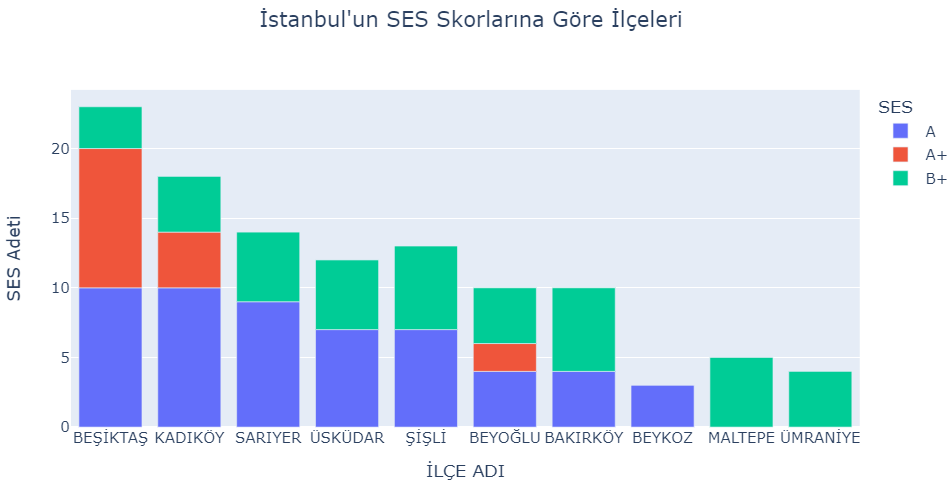 İstanbul'un SES Skorlarına Göre İlçeleri
SES
A
A+
B+
SES Adeti
20
15
10
5
0
BEŞİKTAŞ KADIKÖY SARIYER ÜSKÜDAR ŞİŞLİ BEYOĞLU BAKIRKÖY BEYKOZ MALTEPE ÜMRANİYE
İLÇE ADI